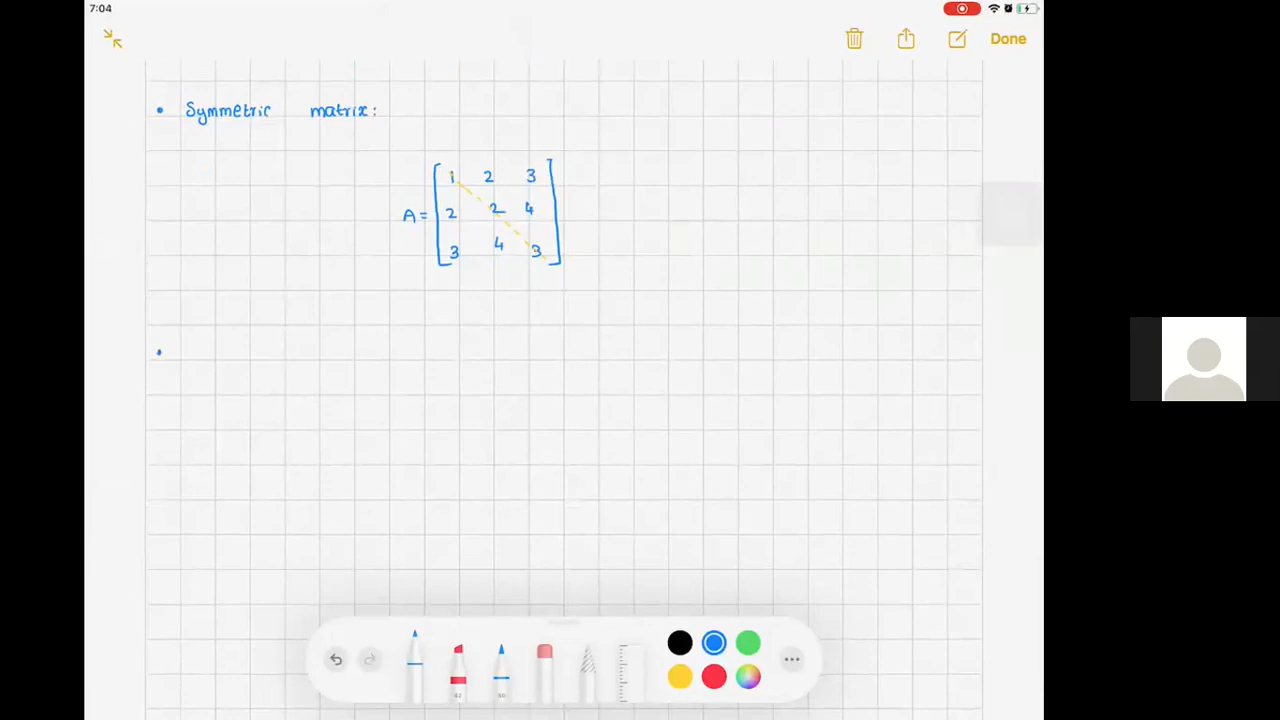 7:04
Done
• Symmetric matrix:
1 2 3
A = 2 2 4
3 4 3
•